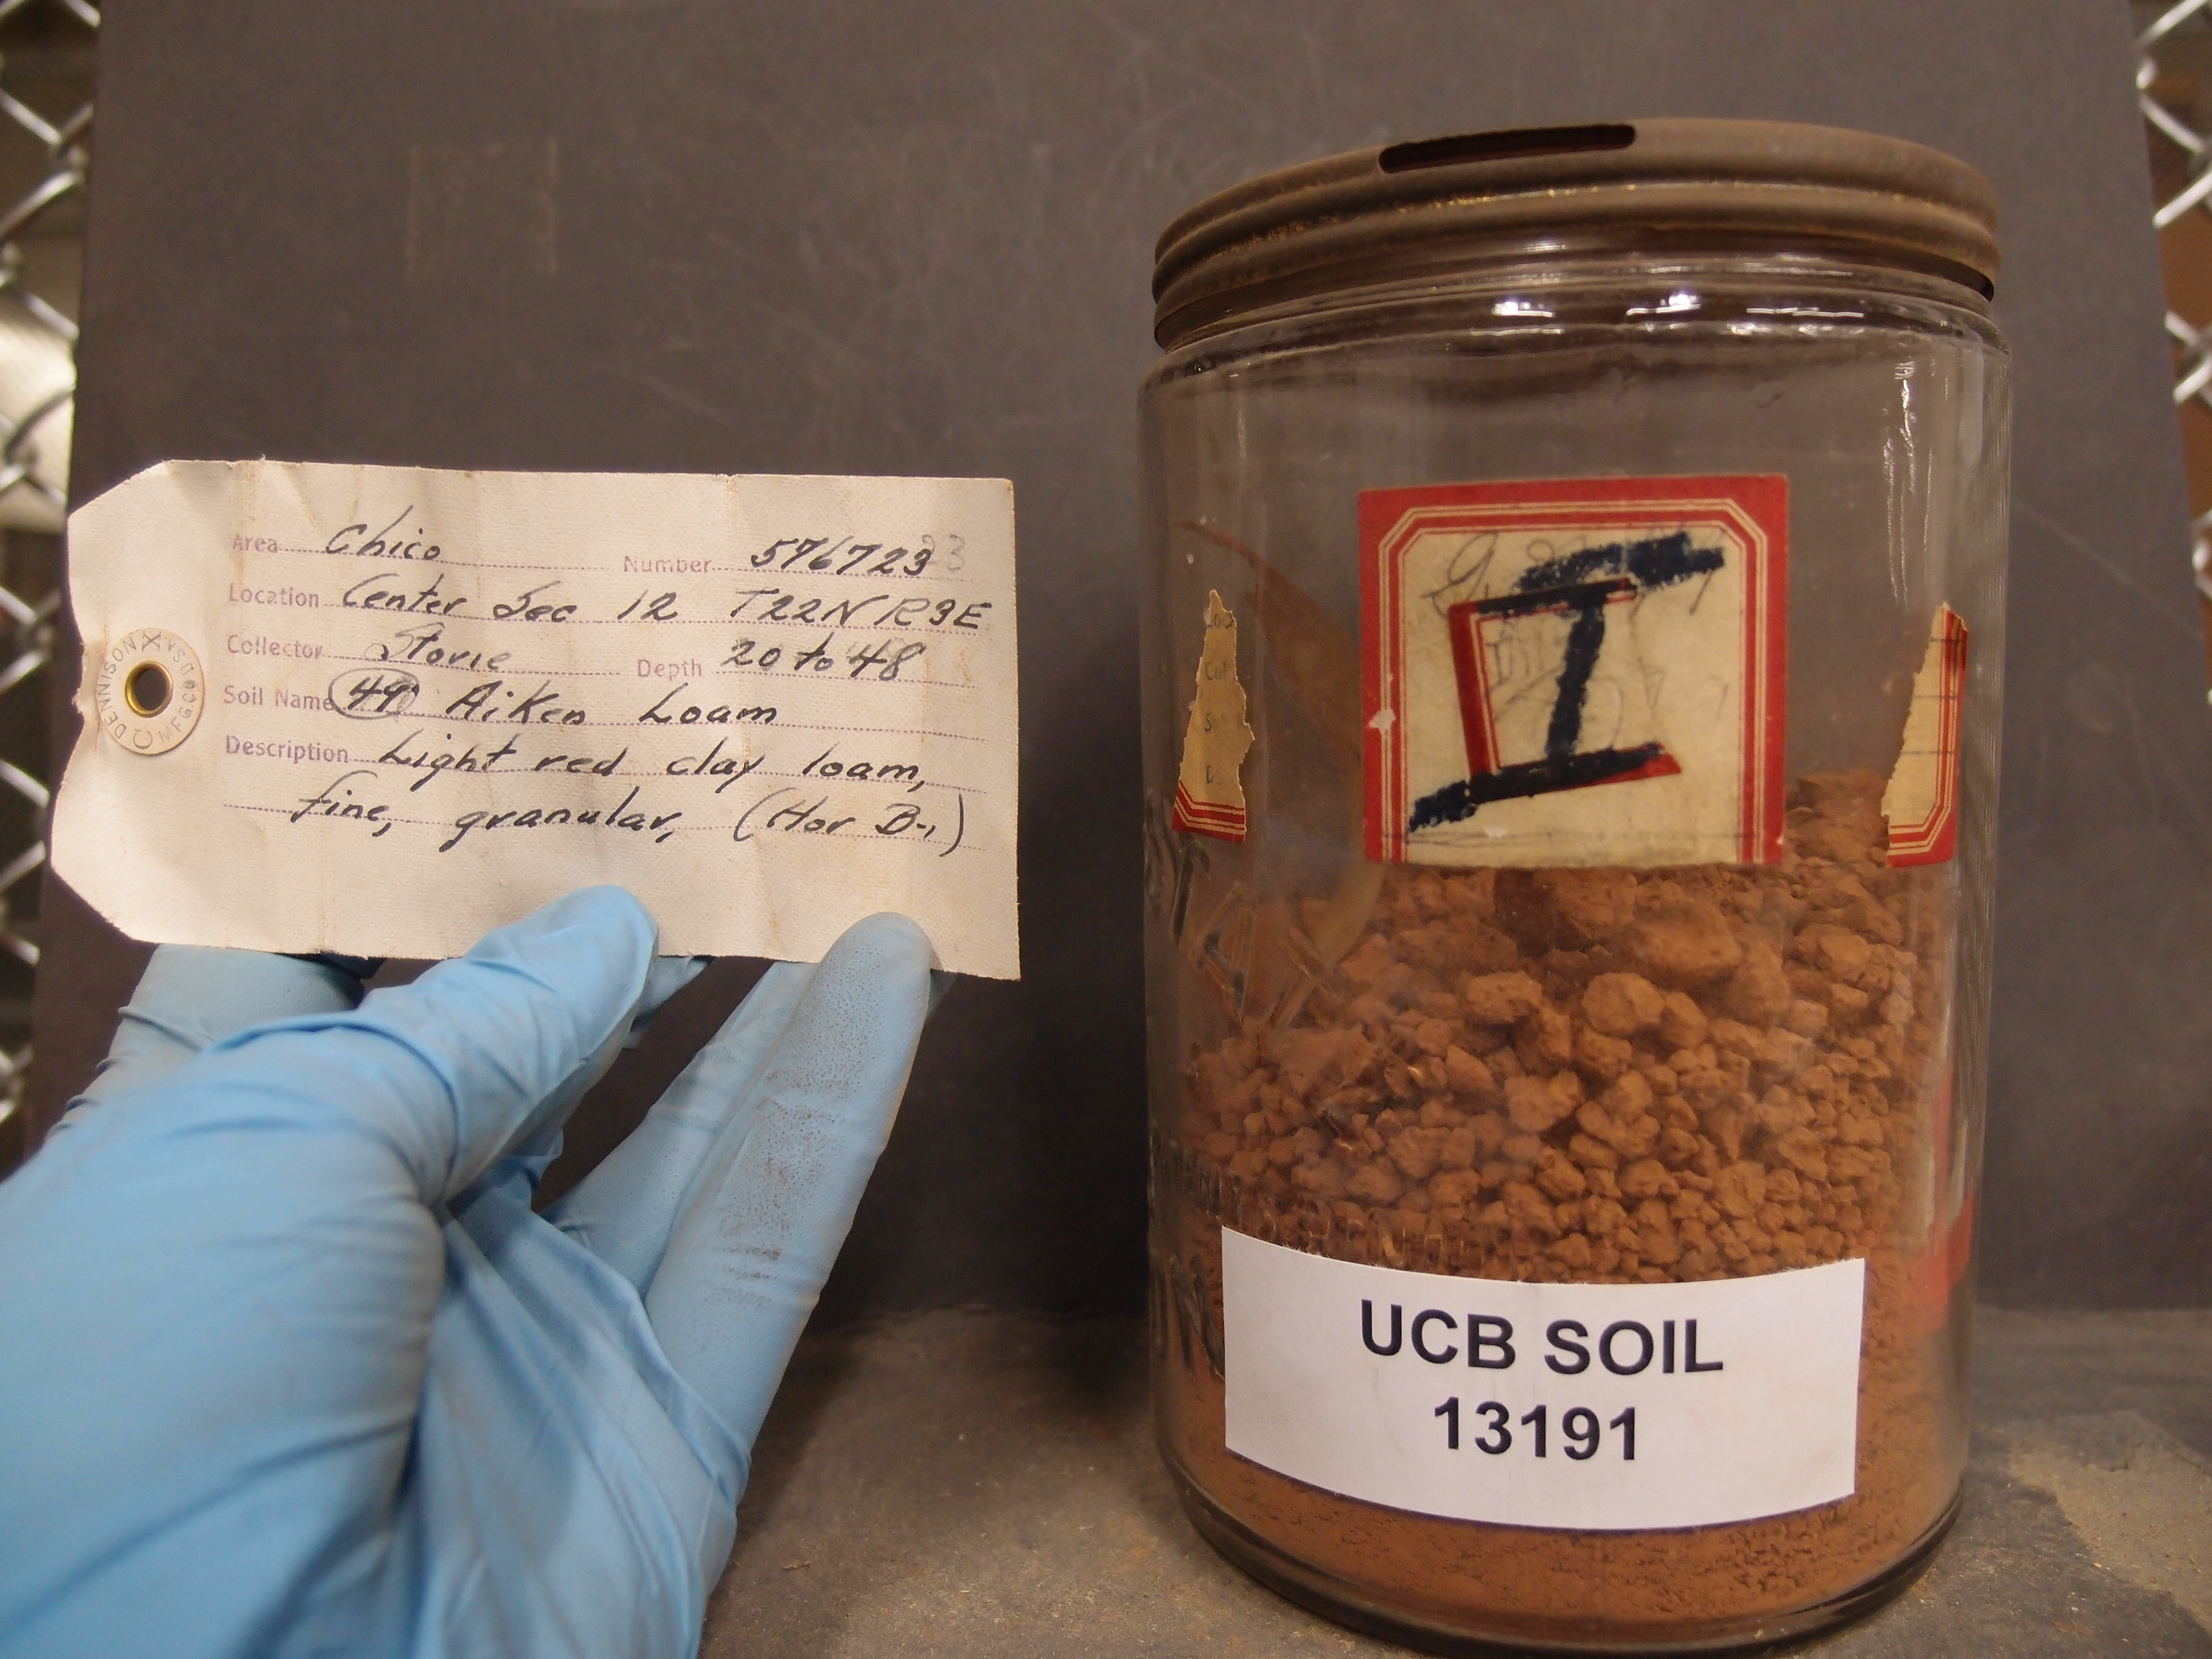 Area Chico Number 576723
Location Center Sec 12 T22N R3E
Collector Storie Depth 20 to 48
Soil Name 49 Aiken Loam
Description Light red clay loam,
fine, granular, (Hor B-1)
DENNISON MFG CO USA
I
UCB SOIL
13191